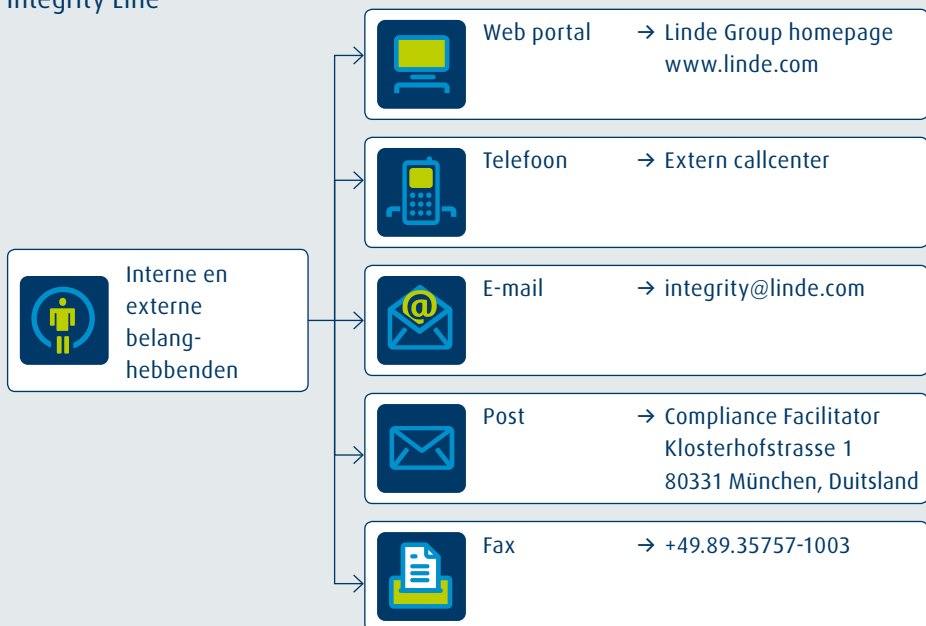 Integrity Line
Web portal → Linde Group homepage
www.linde.com
Telefoon → Extern callcenter
Interne en
externe
belang-
hebbenden
E-mail → integrity@linde.com
Post → Compliance Facilitator
Klosterhofstrasse 1
80331 München, Duitsland
Fax → +49.89.35757-1003